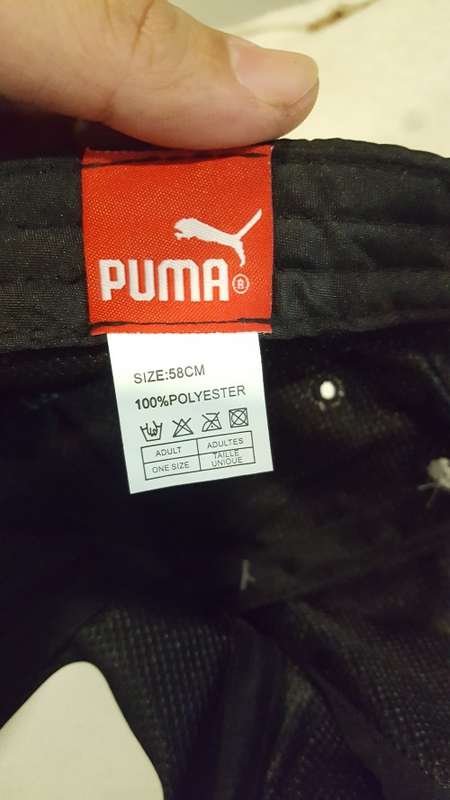 PUMA®
SIZE:58CM
100%POLYESTER
ADULT ADULTES
ONE SIZE TAILLE UNIQUE